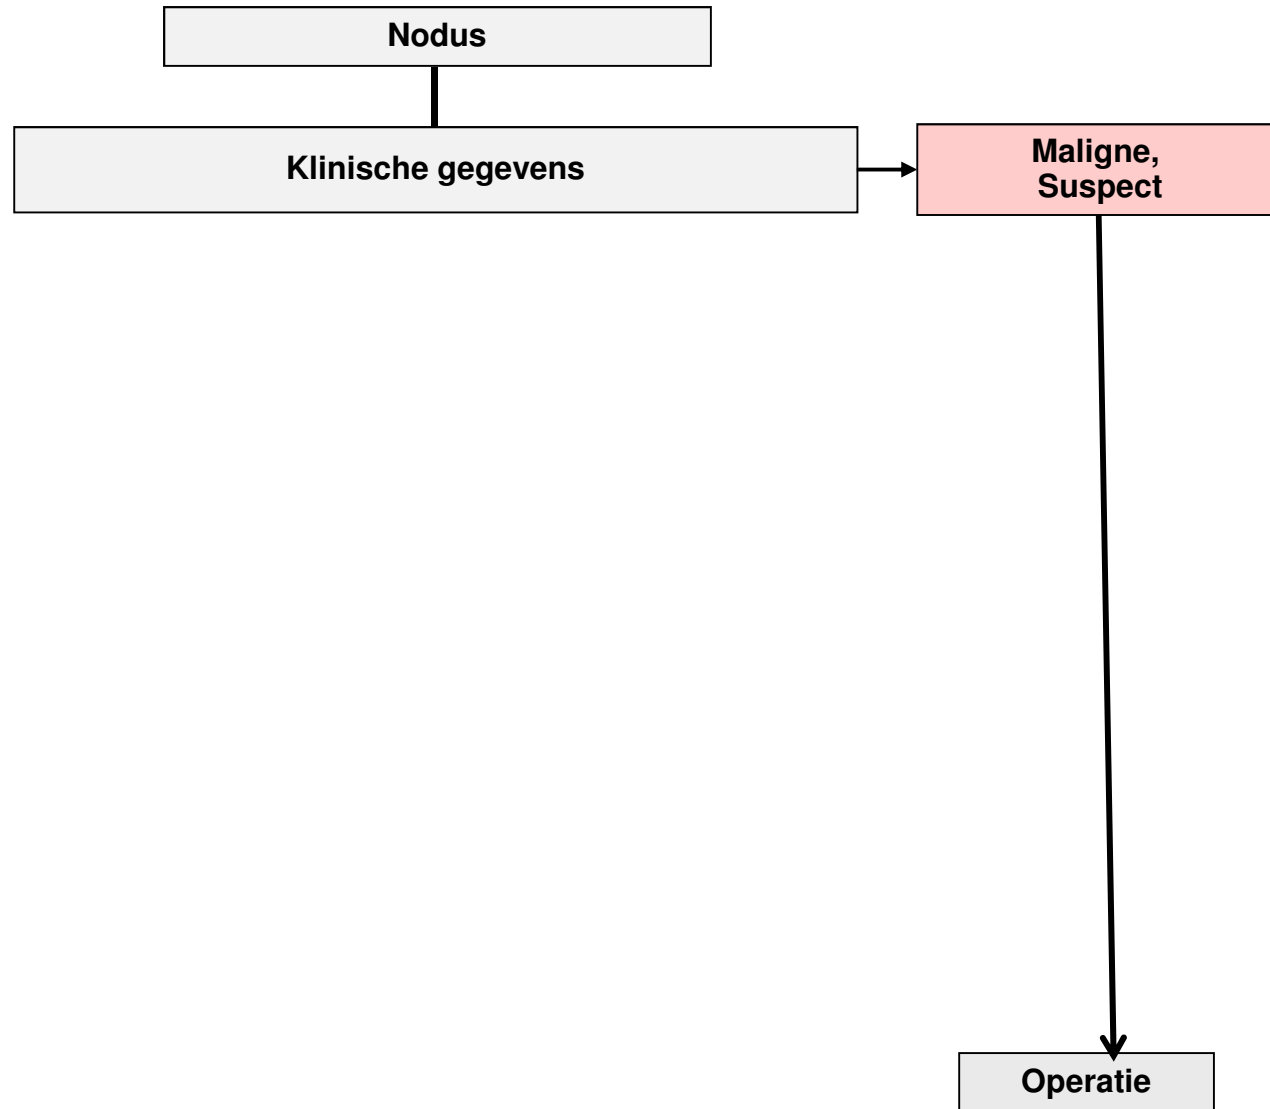 Nodus
Klinische gegevens
Maligne,
Suspect
Operatie